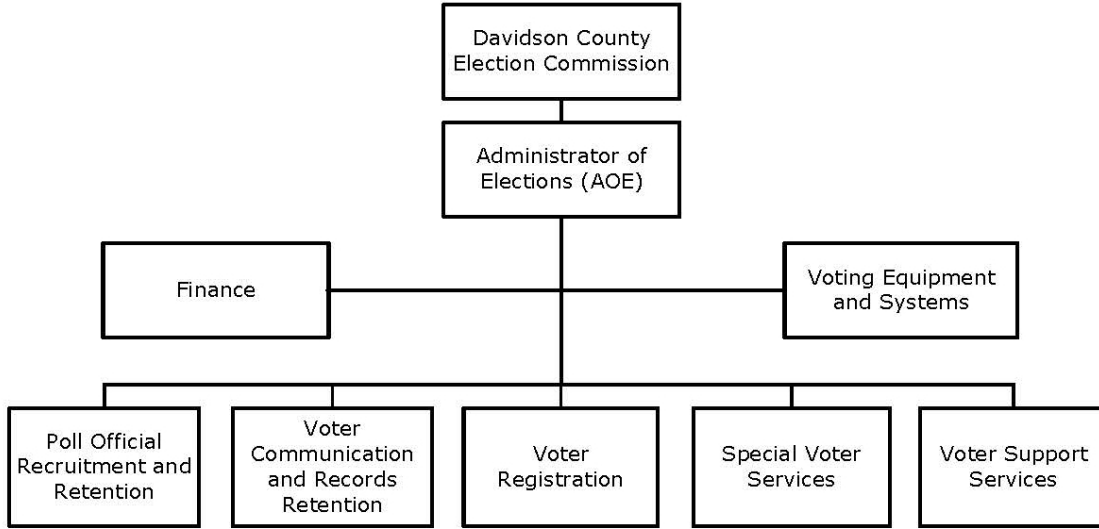 Davidson County
Election Commission
Administrator of
Elections (AOE)
Finance
Voting Equipment
and Systems
Poll Official
Recruitment and
Retention
Voter
Communication
and Records
Retention
Voter
Registration
Special Voter
Services
Voter Support
Services